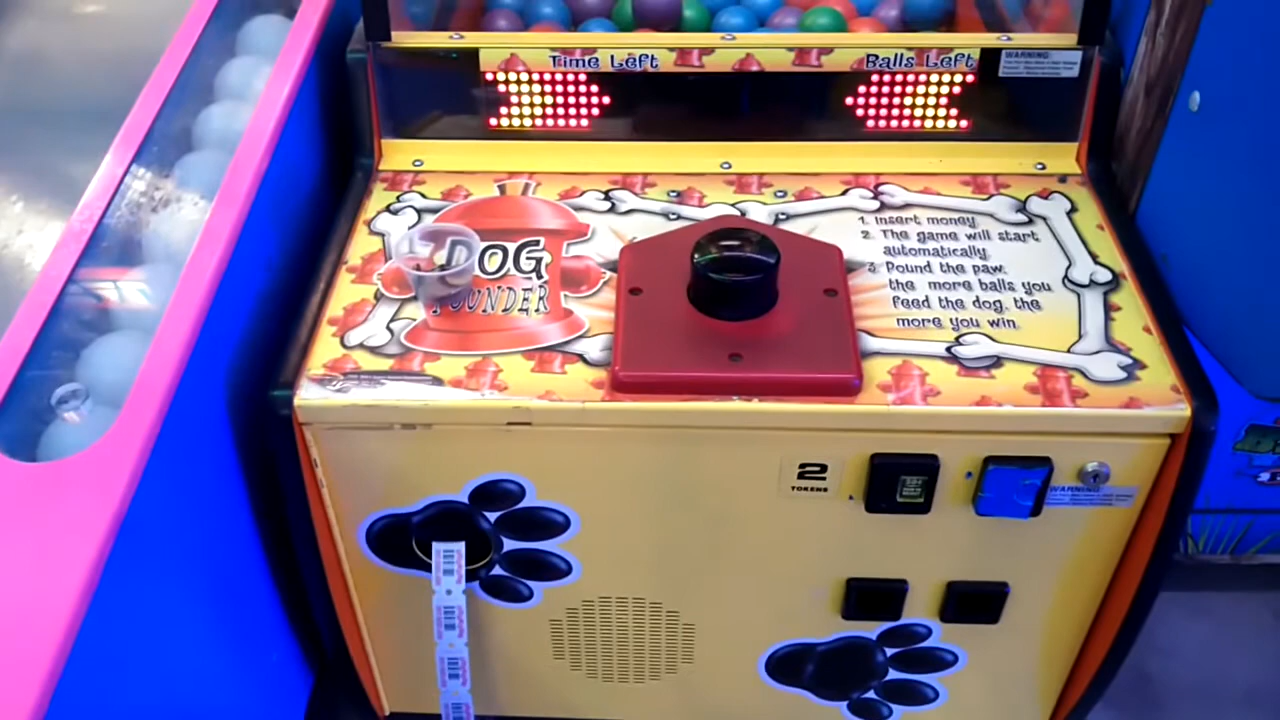 Time Left
Balls Left
WARNING:
DOG
POUNDER
1. Insert money
2. The game will start
automatically
3. Pound the paw.
the more balls you
feed the dog, the
more you win
2
TOKENS
WARNING: